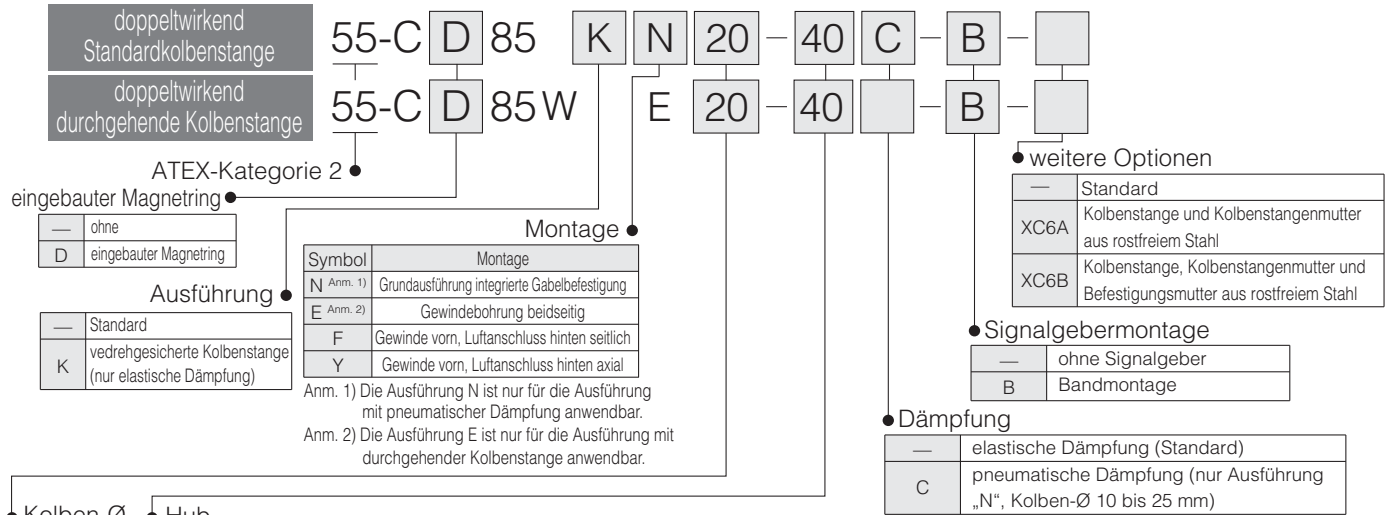 doppeltwirkend
Standardkolbenstange
55-C D 85 K N 20 – 40 C – B –
doppeltwirkend
durchgehende Kolbenstange
55-C D 85W E 20 – 40 – B –
ATEX-Kategorie 2
eingebauter Magnetring
— ohne
D eingebauter Magnetring
Ausführung
— Standard
K vedrehgesicherte Kolbenstange
(nur elastische Dämpfung)
Montage
Symbol Montage
N Anm. 1) Grundausführung integrierte Gabelbefestigung
E Anm. 2) Gewindebohrung beidseitig
F Gewinde vorn, Luftanschluss hinten seitlich
Y Gewinde vorn, Luftanschluss hinten axial
Anm. 1) Die Ausführung N ist nur für die Ausführung
mit pneumatischer Dämpfung anwendbar.
Anm. 2) Die Ausführung E ist nur für die Ausführung mit
durchgehender Kolbenstange anwendbar.
weitere Optionen
— Standard
XC6A Kolbenstange und Kolbenstangenmutter
aus rostfreiem Stahl
XC6B Kolbenstange, Kolbenstangenmutter und
Befestigungsmutter aus rostfreiem Stahl
Signalgebermontage
— ohne Signalgeber
B Bandmontage
Dämpfung
— elastische Dämpfung (Standard)
C pneumatische Dämpfung (nur Ausführung
„N“, Kolben-Ø 10 bis 25 mm)
Kolben-Ø Hub